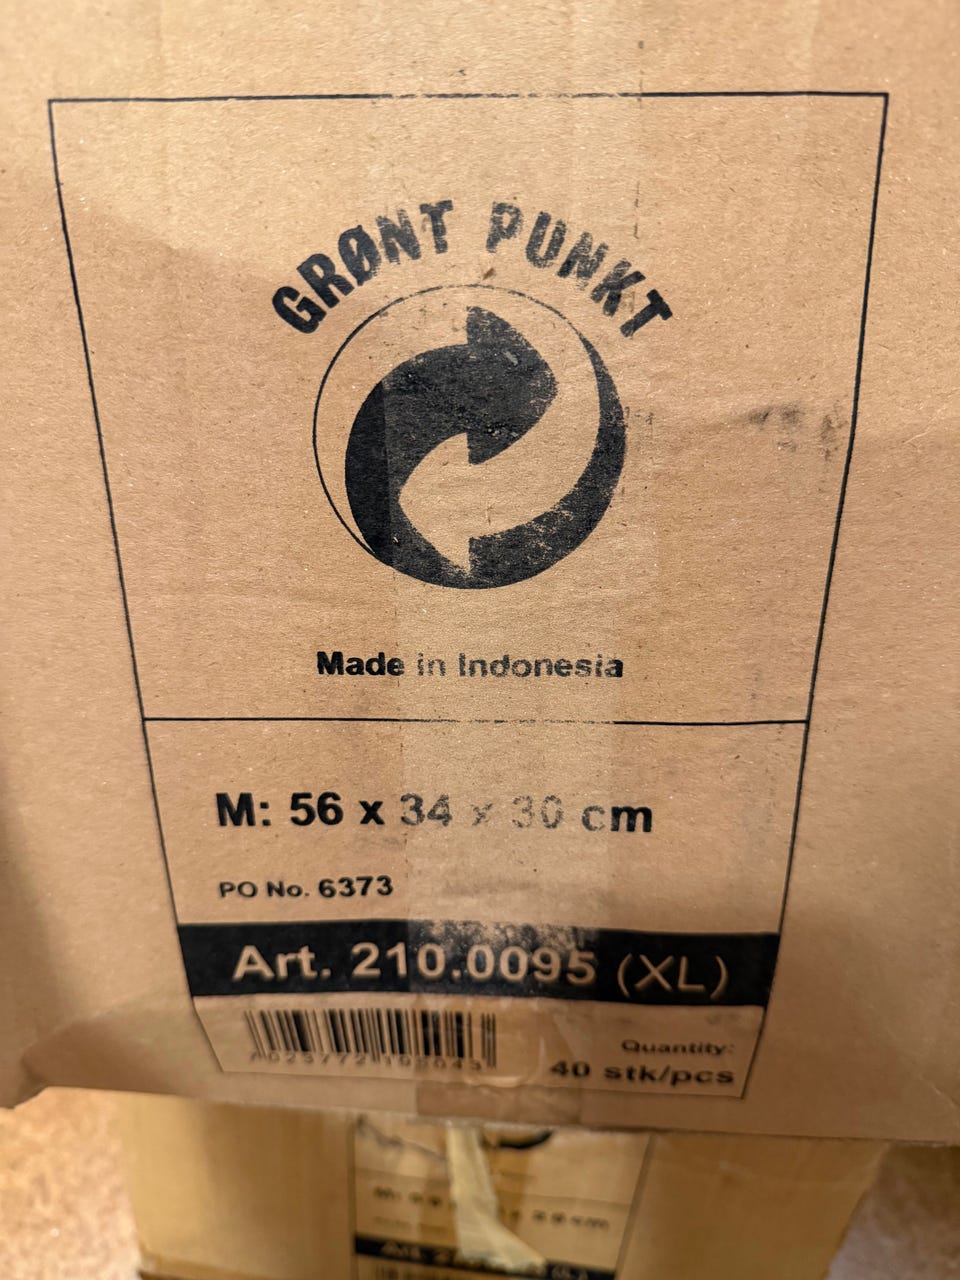 GRØNT PUNKT
Made in Indonesia
M: 56 x 34 x 30 cm
PO No. 6373
Art. 210.0095 (XL)
Quantity:
40 stk/pcs